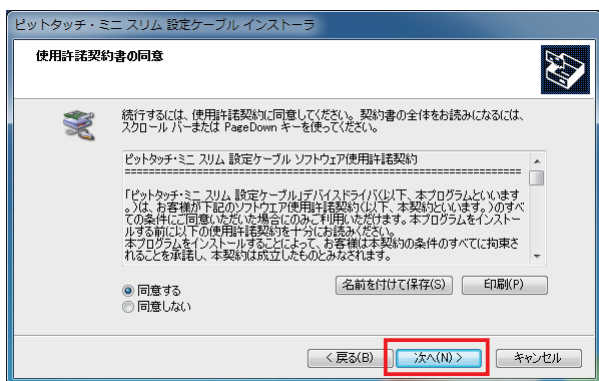 ピットタッチ・ミニ スリム 設定ケーブル インストーラ
使用許諾契約書の同意
続行するには、使用許諾契約に同意してください。契約書の全体をお読みになるには、
スクロール バーまたは PageDown キーを使ってください。
ピットタッチ・ミニ スリム 設定ケーブル ソフトウェア使用許諾契約
==================================================
「ピットタッチ・ミニ スリム 設定ケーブル」デバイスドライバ(以下、本プログラムといいます
。)は、お客様が下記のソフトウエア使用許諾契約(以下、本契約といいます。)のすべ
ての条件にご同意いただいた場合にのみご利用いただけます。本プログラムをインストー
ルする前に以下の使用許諾契約を十分にお読みください。
本プログラムをインストールすることによって、お客様は本契約の条件のすべてに拘束さ
れることを承諾し、本契約は成立したものとみなされます。
名前を付けて保存(S) 印刷(P)
同意する
同意しない
< 戻る(B) 次へ(N) > キャンセル